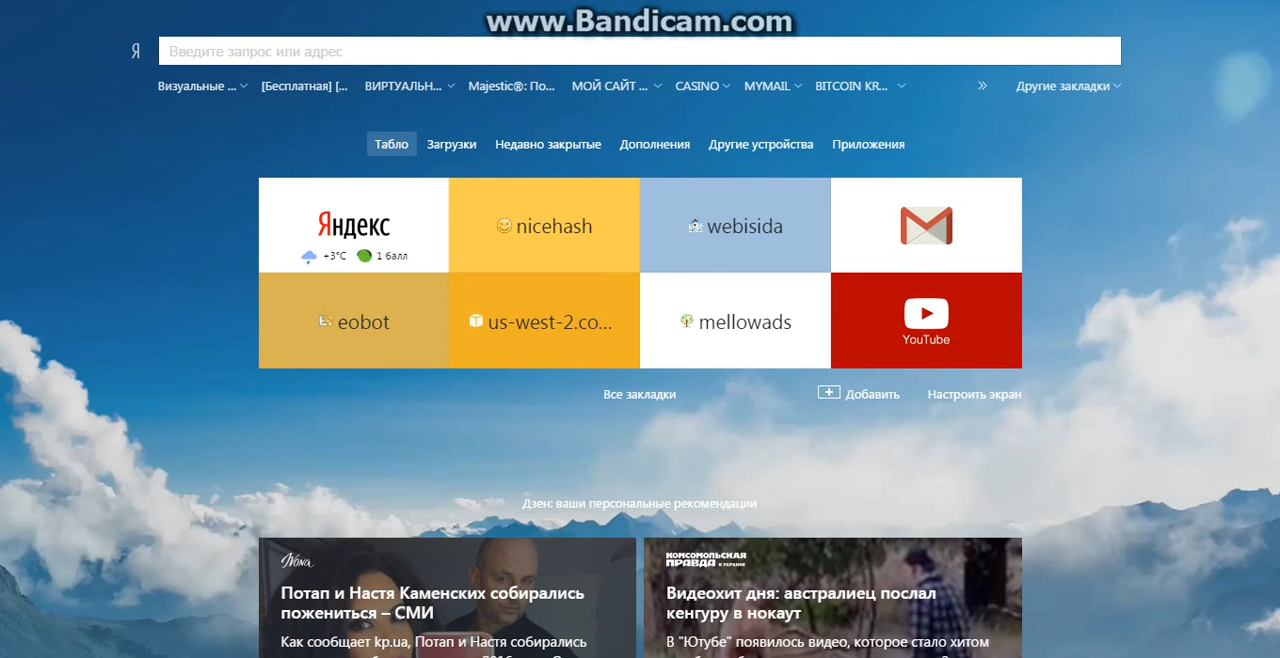 www.Bandicam.com
Я Введите запрос или адрес
Визуальные ... [Бесплатная] [... ВИРТУАЛЬН... Majestic®: По... МОЙ САЙТ ... CASINO MYMAIL BITCOIN KR... » Другие закладки
Табло Загрузки Недавно закрытые Дополнения Другие устройства Приложения
Яндекс nicehash webisida
+3°C 1 балл
eobot us-west-2.co... mellowads YouTube
Все закладки Добавить Настроить экран
Дзен: ваши персональные рекомендации
Nona КОМСОМОЛЬСКАЯ
ПРАВДА В УКРАИНЕ
Потап и Настя Каменских собирались
пожениться – СМИ
Как сообщает kp.ua, Потап и Настя собирались
Видеохит дня: австралиец послал
кенгуру в нокаут
В "Ютубе" появилось видео, которое стало хитом